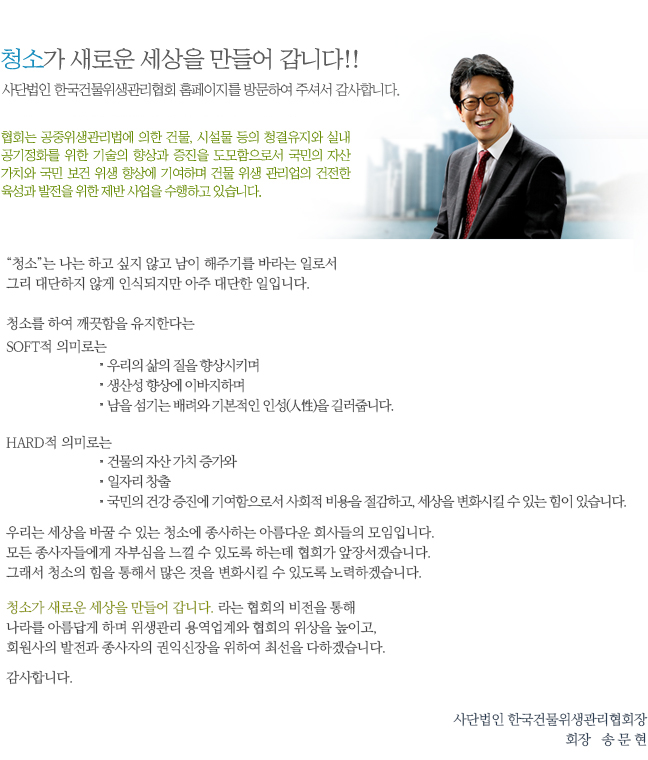 청소가 새로운 세상을 만들어 갑니다!!
사단법인 한국건물위생관리협회 홈페이지를 방문하여 주셔서 감사합니다.
협회는 공중위생관리법에 의한 건물, 시설물 등의 청결유지와 실내
공기정화를 위한 기술의 향상과 증진을 도모함으로서 국민의 자산
가치와 국민 보건 위생 향상에 기여하며 건물 위생 관리업의 건전한
육성과 발전을 위한 제반 사업을 수행하고 있습니다.
“청소”는 나는 하고 싶지 않고 남이 해주기를 바라는 일로서
그리 대단하지 않게 인식되지만 아주 대단한 일입니다.
청소를 하여 깨끗함을 유지한다는
SOFT적 의미로는
▪ 우리의 삶의 질을 향상시키며
▪ 생산성 향상에 이바지하며
▪ 남을 섬기는 배려와 기본적인 인성(人性)을 길러줍니다.
HARD적 의미로는
▪ 건물의 자산 가치 증가와
▪ 일자리 창출
▪ 국민의 건강 증진에 기여함으로서 사회적 비용을 절감하고, 세상을 변화시킬 수 있는 힘이 있습니다.
우리는 세상을 바꿀 수 있는 청소에 종사하는 아름다운 회사들의 모임입니다.
모든 종사자들에게 자부심을 느낄 수 있도록 하는데 협회가 앞장서겠습니다.
그래서 청소의 힘을 통해서 많은 것을 변화시킬 수 있도록 노력하겠습니다.
청소가 새로운 세상을 만들어 갑니다. 라는 협회의 비전을 통해
나라를 아름답게 하며 위생관리 용역업계와 협회의 위상을 높이고,
회원사의 발전과 종사자의 권익신장을 위하여 최선을 다하겠습니다.
감사합니다.
사단법인 한국건물위생관리협회장
회장 송 문 현